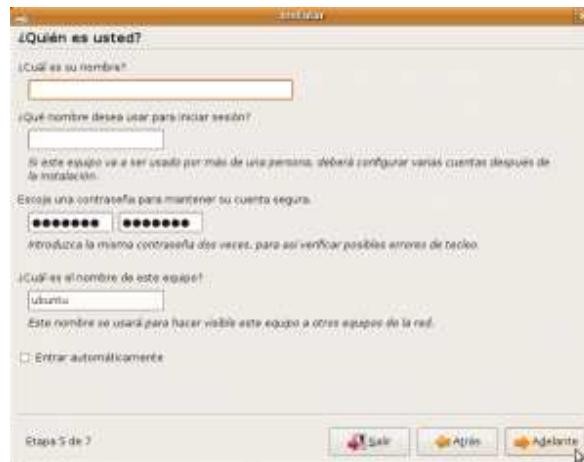 Instalar
¿Quién es usted?
¿Cuál es su nombre?
¿Qué nombre desea usar para iniciar sesión?
Si este equipo va a ser usado por más de una persona, deberá configurar varias cuentas después de
la instalación.
Escoja una contraseña para mantener su cuenta segura.
Introduzca la misma contraseña dos veces, para así verificar posibles errores de tecleo.
¿Cuál es el nombre de este equipo?
ubuntu
Este nombre se usará para hacer visible este equipo a otros equipos de la red.
Entrar automáticamente
Etapa 5 de 7
Salir
Atrás
Adelante